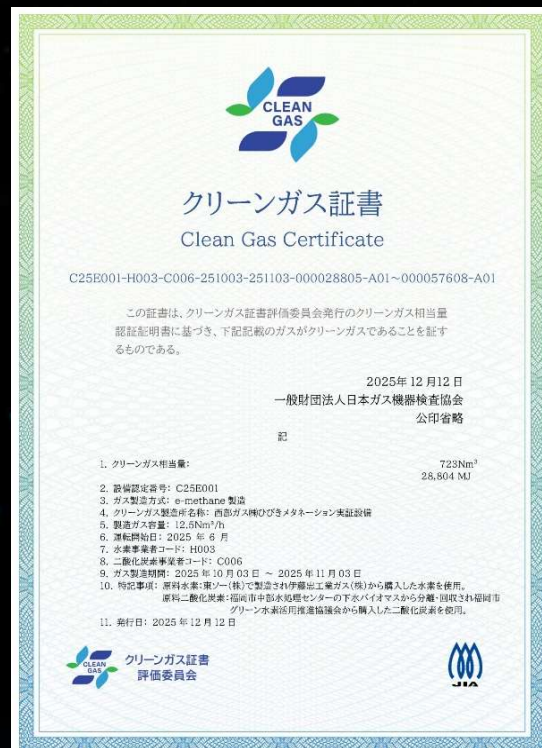 CLEAN
GAS
クリーンガス証書
Clean Gas Certificate
C25E001-H003-C006-251003-251103-000028805-A01~000057608-A01
この証書は、クリーンガス証書評価委員会発行のクリーンガス相当量
認証証明書に基づき、下記記載のガスがクリーンガスであることを証す
るものである。
2025年12月12日
一般財団法人日本ガス機器検査協会
公印省略
記
1. クリーンガス相当量: 723Nm³
28,804 MJ
2. 設備認定番号: C25E001
3. ガス製造方式: e-methane 製造
4. クリーンガス製造所名称: 西部ガス㈱ひびきメタネーション実証設備
5. 製造ガス容量: 12.5Nm³/h
6. 運転開始日: 2025 年 6 月
7. 水素事業者コード: H003
8. 二酸化炭素事業者コード: C006
9. ガス製造期間: 2025 年 10 月 03 日 ~ 2025 年 11 月 03 日
10. 特記事項: 原料水素:東ソー(株)で製造され伊藤出工業ガス(株)から購入した水素を使用。
原料二酸化炭素:福岡市中部水処理センターの下水バイオマスから分離・回収され福岡市
グリーン水素活用推進協議会から購入した二酸化炭素を使用。
11. 発行日: 2025 年 12 月 12 日
CLEAN
GAS
クリーンガス証書
評価委員会
JIA